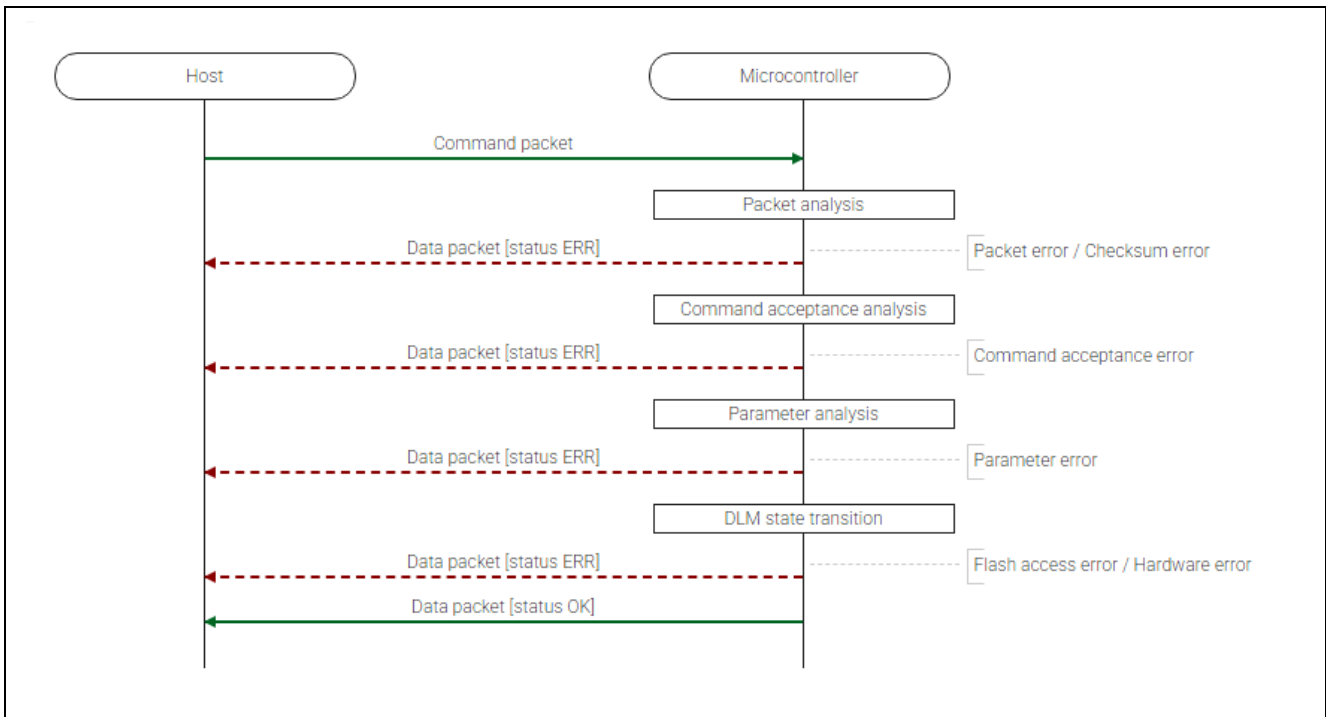 Host
Microcontroller
Command packet
Packet analysis
Data packet [status ERR]
Packet error / Checksum error
Command acceptance analysis
Data packet [status ERR]
Command acceptance error
Parameter analysis
Data packet [status ERR]
Parameter error
DLM state transition
Data packet [status ERR]
Flash access error / Hardware error
Data packet [status OK]